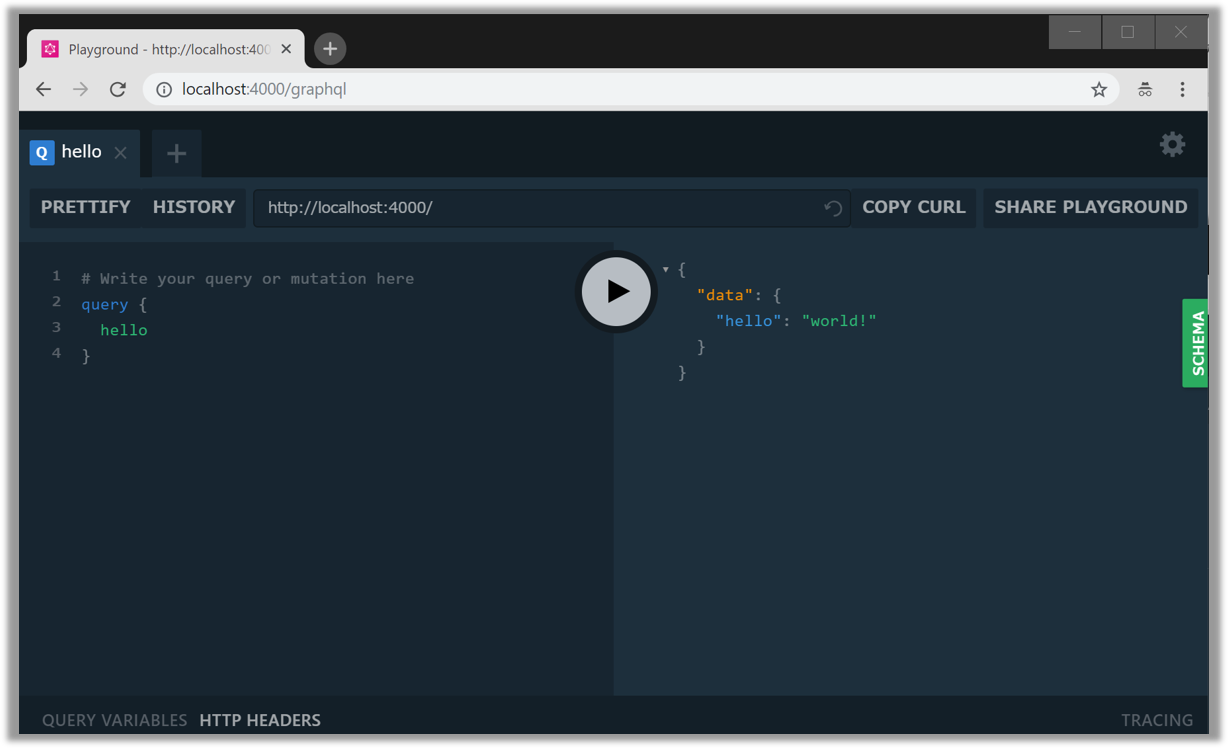 Playground - http://localhost:400
localhost:4000/graphql
Q hello
PRETTIFY HISTORY http://localhost:4000/ COPY CURL SHARE PLAYGROUND
1 # Write your query or mutation here
2 query {
3 hello
4 }
{
"data": {
"hello": "world!"
}
}
SCHEMA
QUERY VARIABLES HTTP HEADERS TRACING